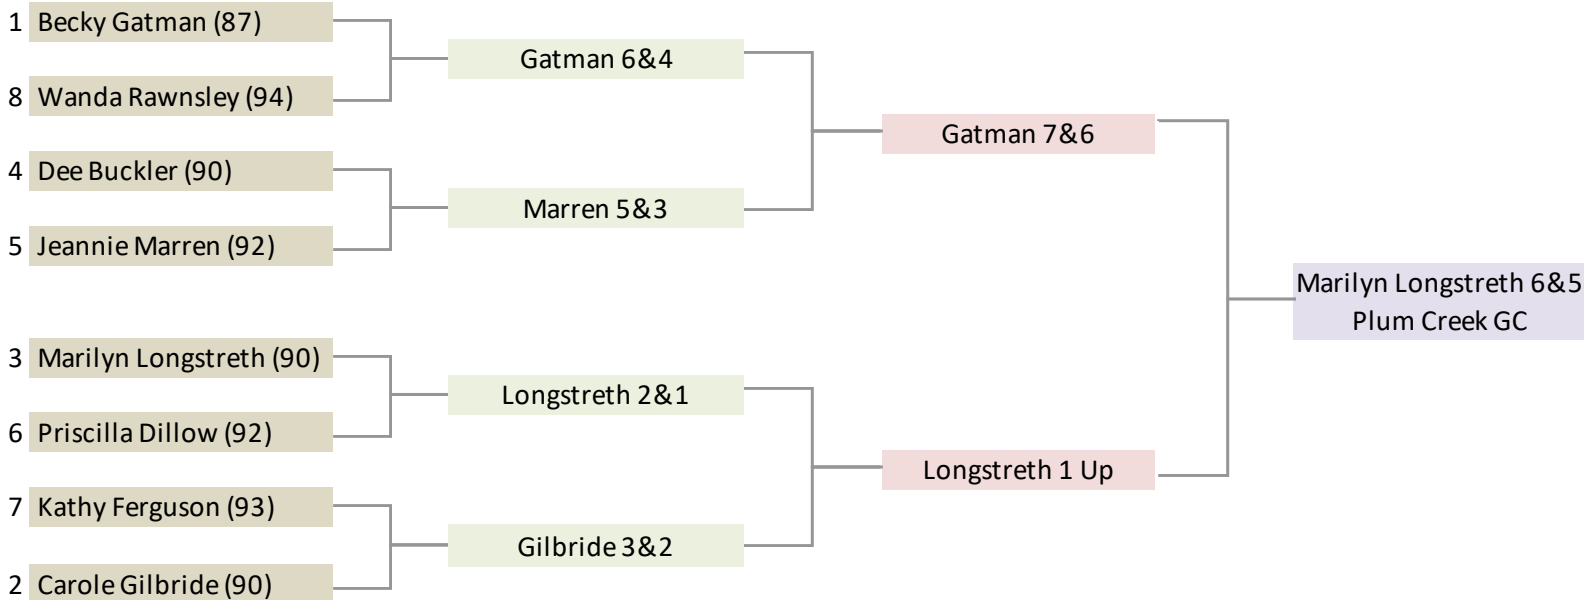 1 Becky Gatman (87)
Gatman 6&4
8 Wanda Rawnsley (94)
Gatman 7&6
4 Dee Buckler (90)
Marren 5&3
5 Jeannie Marren (92)
Marilyn Longstreth 6&5
Plum Creek GC
3 Marilyn Longstreth (90)
Longstreth 2&1
6 Priscilla Dillow (92)
Longstreth 1 Up
7 Kathy Ferguson (93)
Gilbride 3&2
2 Carole Gilbride (90)